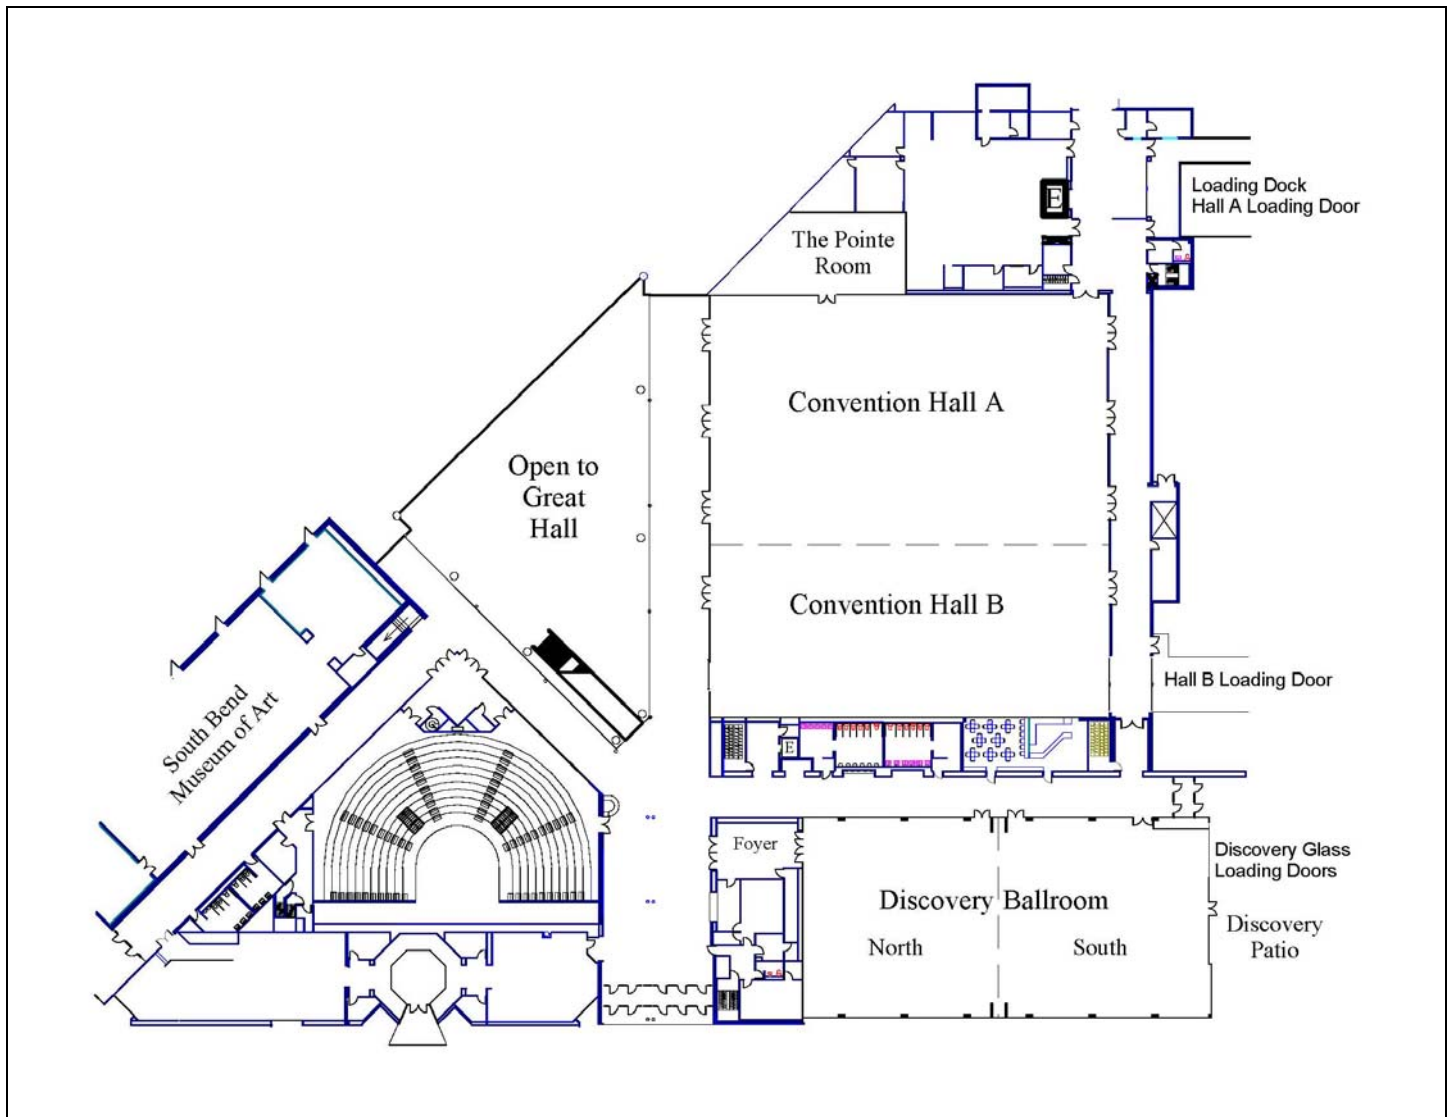 Loading Dock
Hall A Loading Door
E
The Pointe
Room
Convention Hall A
Open to
Great
Hall
Convention Hall B
South Bend
Museum of Art
Hall B Loading Door
E
Foyer
Discovery Glass
Loading Doors
Discovery Ballroom
North
South
Discovery
Patio